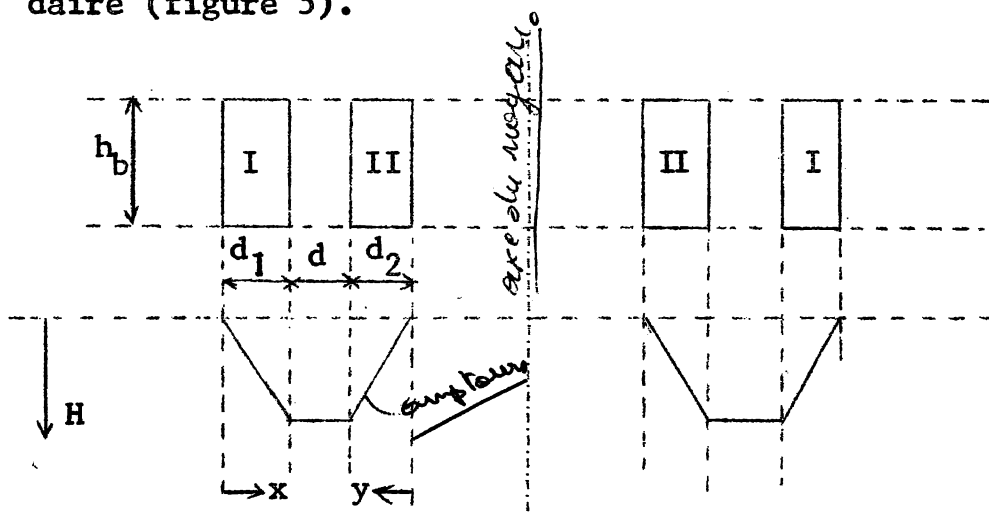 daire (figure 5).
axe du noyau.
h_b
I II II I
d_1 d d_2
H
x y